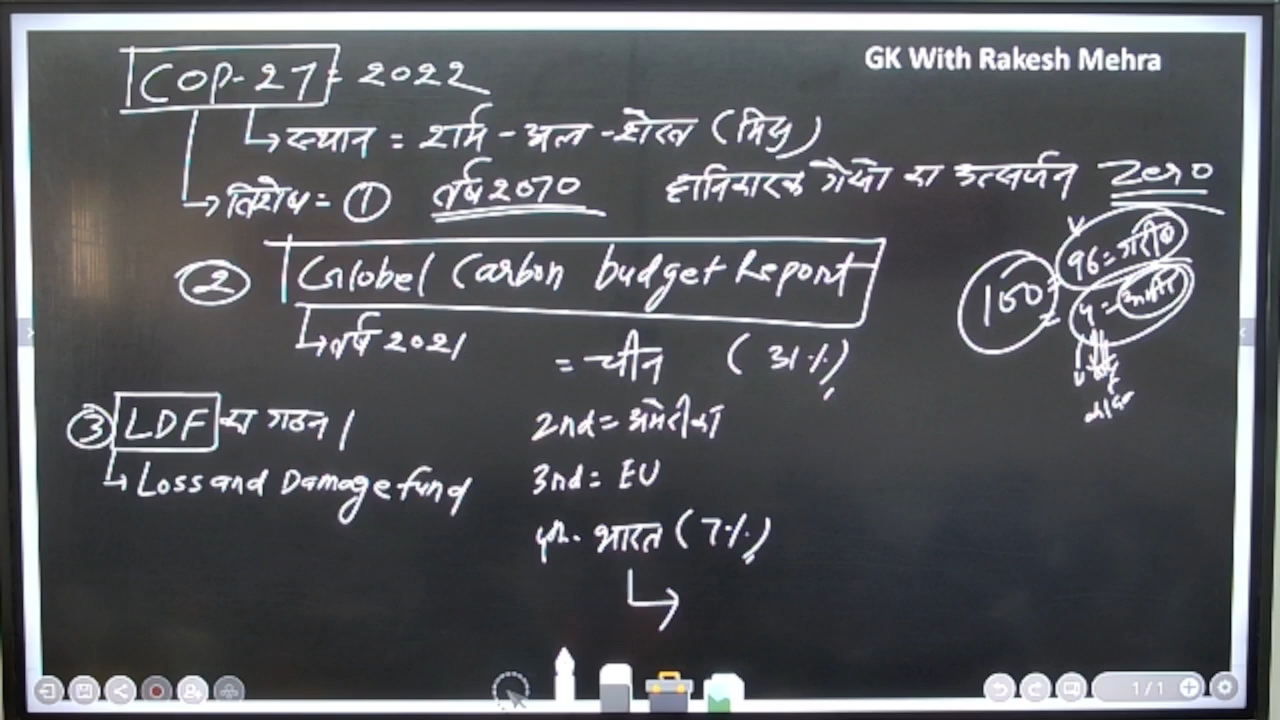 GK With Rakesh Mehra
COP-27 = 2022
स्थान = शर्म-अल-शेख (मिस्र)
विशेष = ① वर्ष 2070 हानिकारक गैसो का उत्सर्जन Zero
② Globel Carbon budget Report
वर्ष 2021 = चीन (31%)
2nd = अमेरीका
3nd = EU
4th. भारत (7%)
③ LDF का गठन।
Loss and Damage fund
100 = 96 = गरीब
= 4 = अमीर
1/1